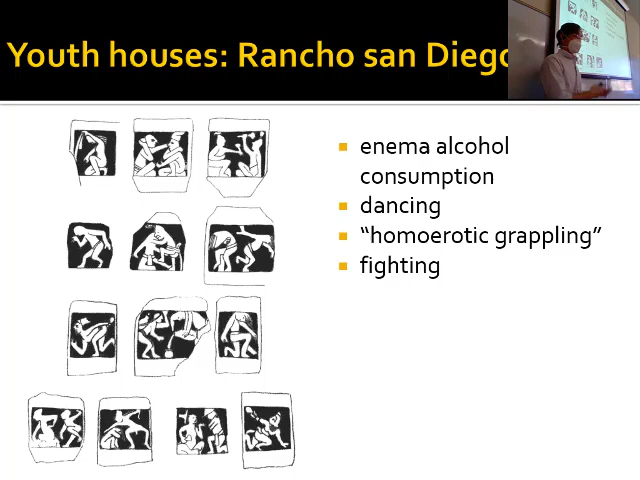 Youth houses: Rancho san Diego
enema alcohol
consumption
dancing
“homoerotic grappling”
fighting